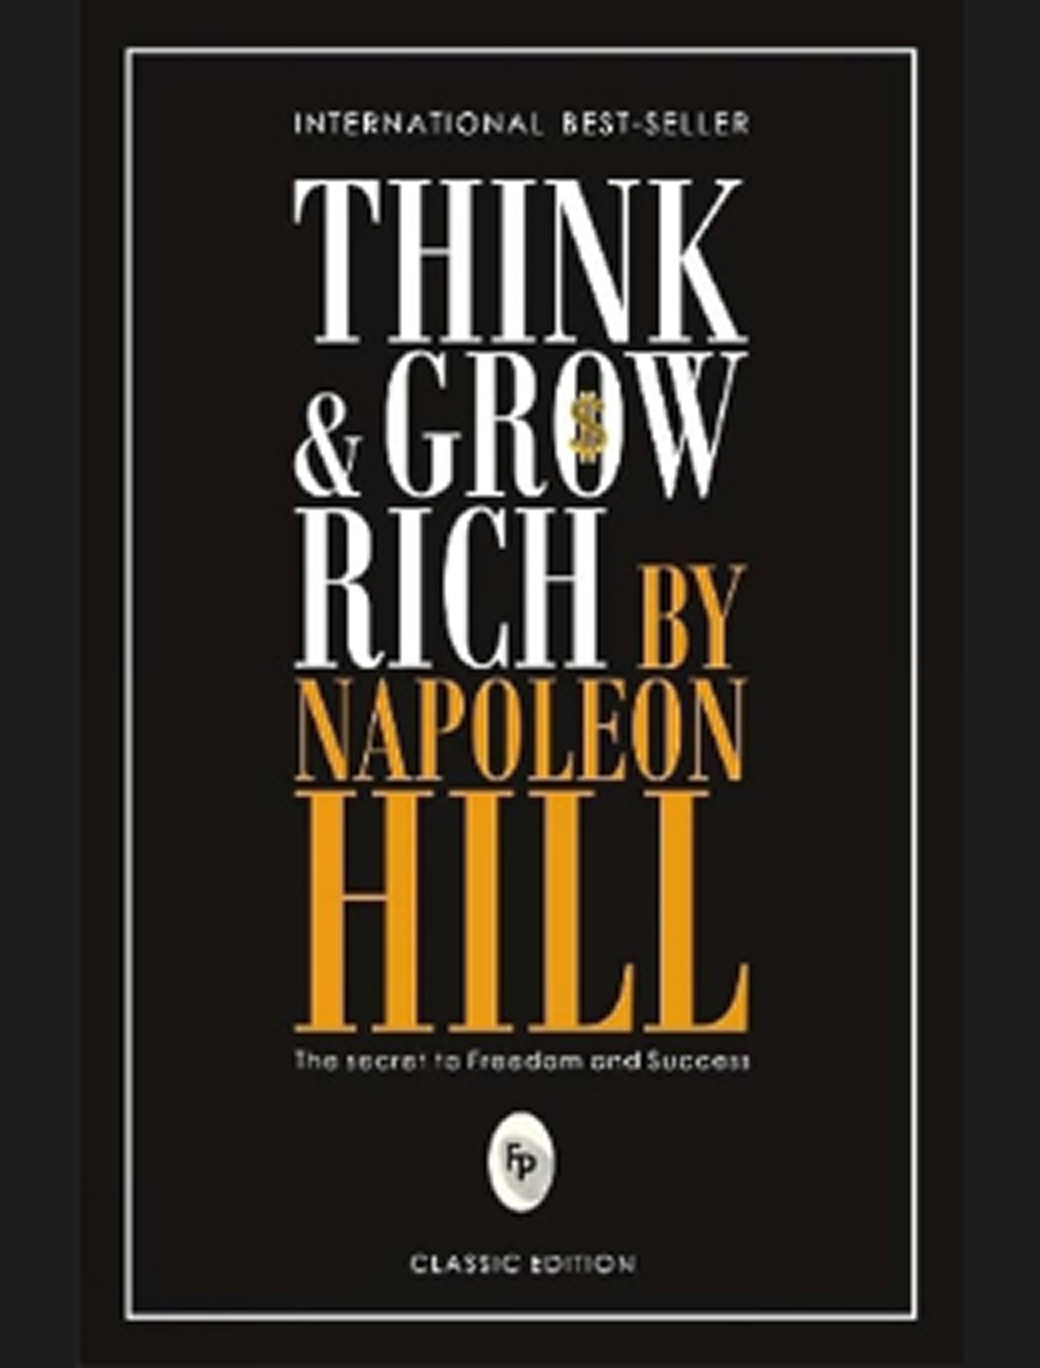 INTERNATIONAL BEST-SELLER
THINK
& GROW
RICH BY
NAPOLEON
HILL
The secret to Freedom and Success
FP
CLASSIC EDITION